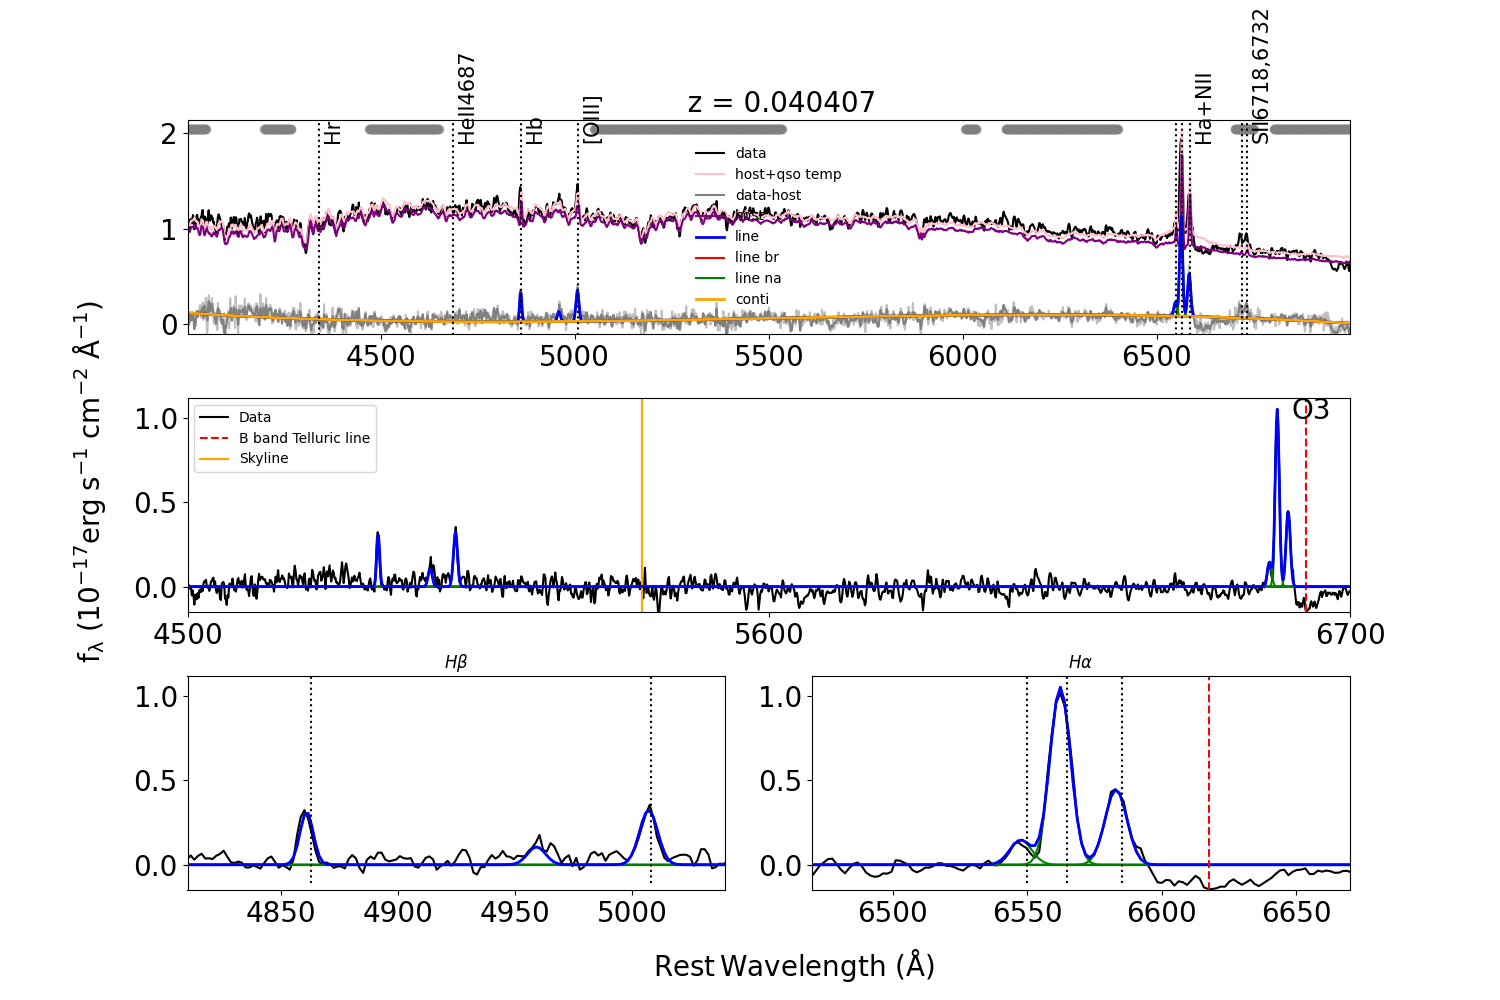 z = 0.040407
Hr
HeII4687
Hb
[OIII]
Ha+NII
SII6718,6732
2
1
0
data
host+qso temp
data-host
line
line br
line na
conti
4500 5000 5500 6000 6500
fλ (10⁻¹⁷erg s⁻¹ cm⁻² Å⁻¹)
1.0
0.5
0.0
Data
B band Telluric line
Skyline
O3
4500 5600 6700
Hβ
1.0
0.5
0.0
4850 4900 4950 5000
Hα
1.0
0.5
0.0
6500 6550 6600 6650
Rest Wavelength (Å)